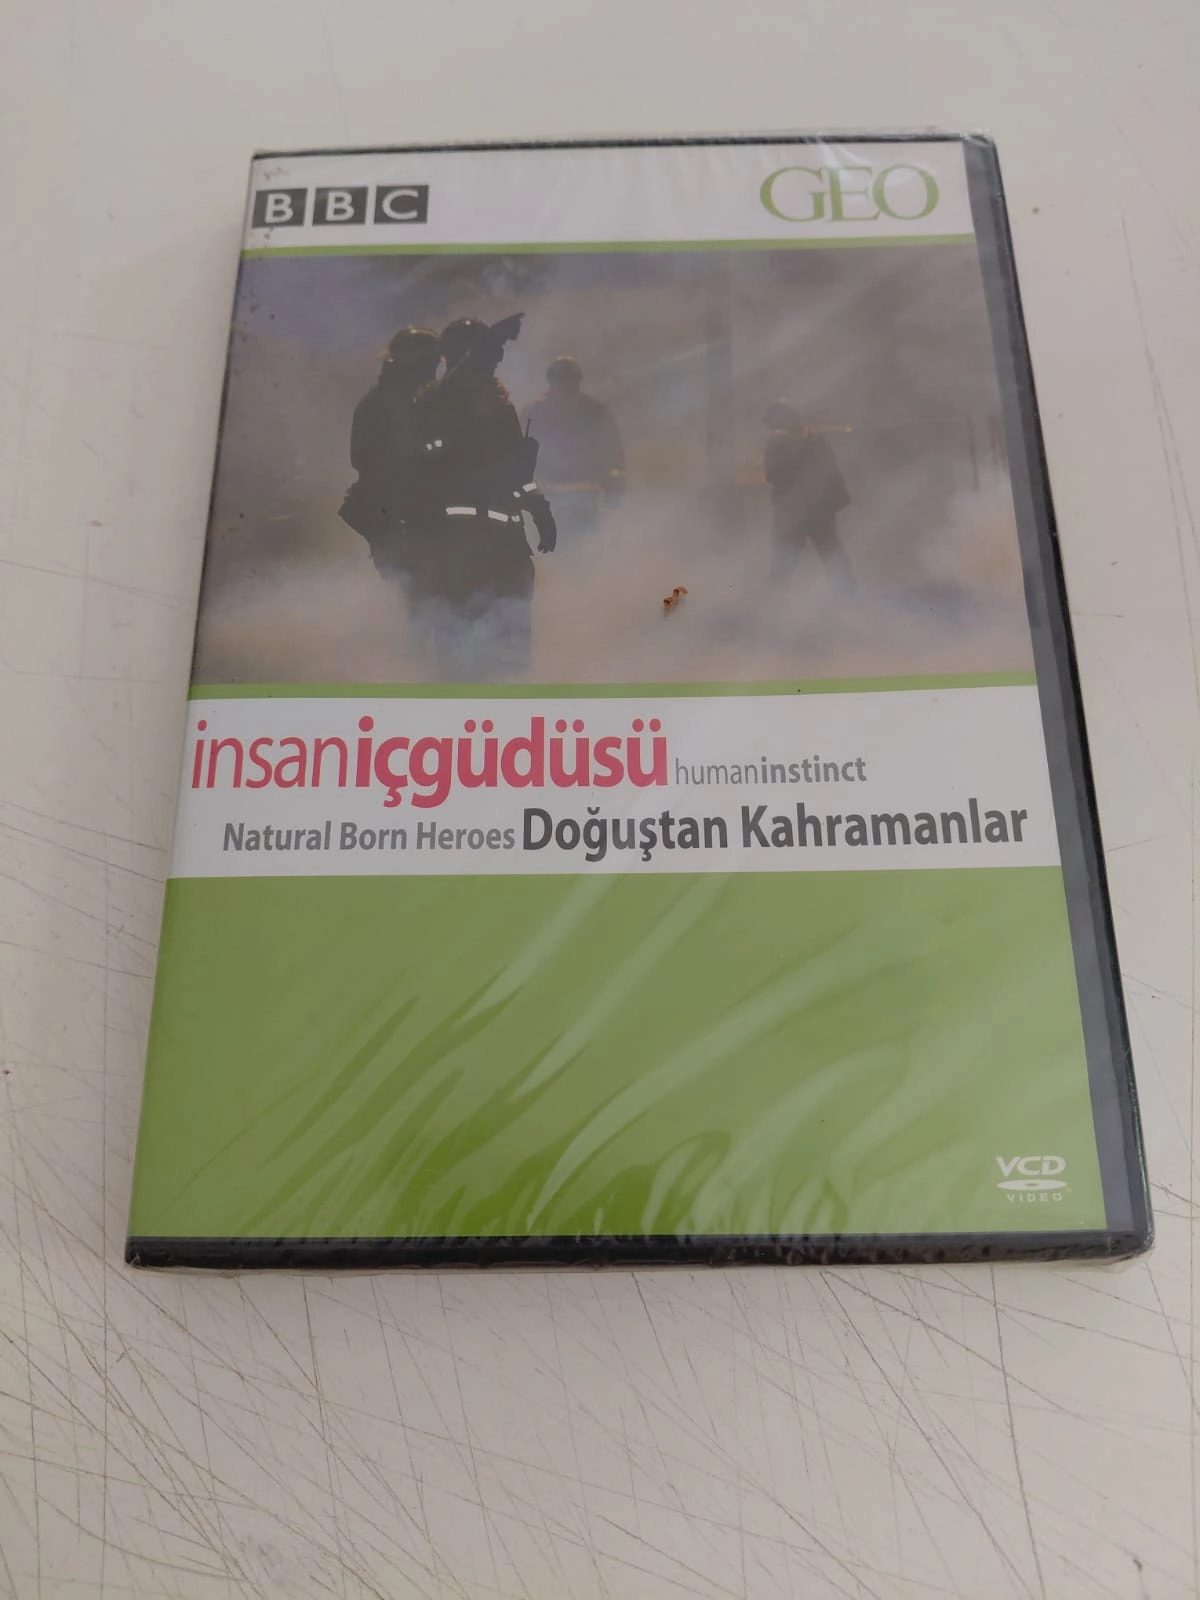 BBC
GEO
insaniçgüdüsü humaninstinct
Natural Born Heroes Doğuştan Kahramanlar
VCD
VIDEO